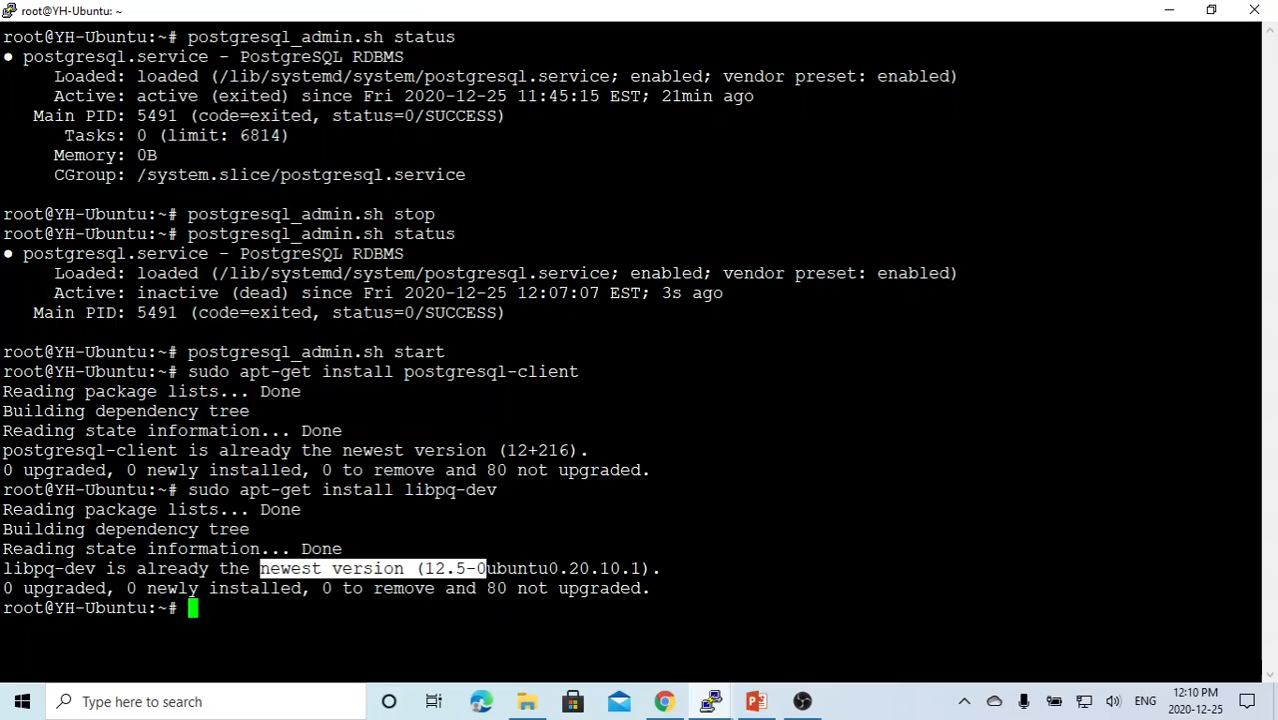 root@YH-Ubuntu: ~
root@YH-Ubuntu:~# postgresql_admin.sh status
● postgresql.service - PostgreSQL RDBMS
     Loaded: loaded (/lib/systemd/system/postgresql.service; enabled; vendor preset: enabled)
     Active: active (exited) since Fri 2020-12-25 11:45:15 EST; 21min ago
   Main PID: 5491 (code=exited, status=0/SUCCESS)
      Tasks: 0 (limit: 6814)
     Memory: 0B
     CGroup: /system.slice/postgresql.service
root@YH-Ubuntu:~# postgresql_admin.sh stop
root@YH-Ubuntu:~# postgresql_admin.sh status
● postgresql.service - PostgreSQL RDBMS
     Loaded: loaded (/lib/systemd/system/postgresql.service; enabled; vendor preset: enabled)
     Active: inactive (dead) since Fri 2020-12-25 12:07:07 EST; 3s ago
   Main PID: 5491 (code=exited, status=0/SUCCESS)
root@YH-Ubuntu:~# postgresql_admin.sh start
root@YH-Ubuntu:~# sudo apt-get install postgresql-client
Reading package lists... Done
Building dependency tree
Reading state information... Done
postgresql-client is already the newest version (12+216).
0 upgraded, 0 newly installed, 0 to remove and 80 not upgraded.
root@YH-Ubuntu:~# sudo apt-get install libpq-dev
Reading package lists... Done
Building dependency tree
Reading state information... Done
libpq-dev is already the newest version (12.5-0ubuntu0.20.10.1).
0 upgraded, 0 newly installed, 0 to remove and 80 not upgraded.
root@YH-Ubuntu:~#
Type here to search
ENG
12:10 PM
2020-12-25